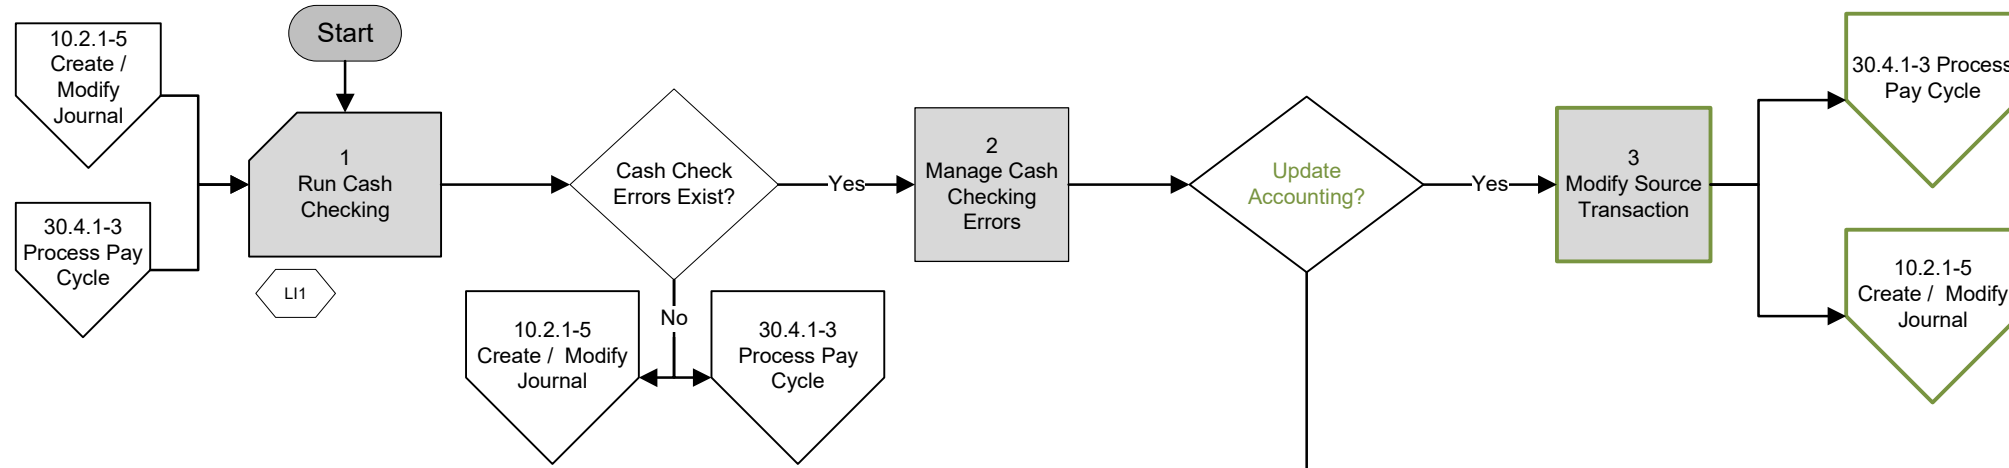 10.2.1-5
Create /
Modify
Journal
30.4.1-3
Process Pay
Cycle
Start
1
Run Cash
Checking
LI1
Cash Check
Errors Exist?
No
10.2.1-5
Create /  Modify
Journal
30.4.1-3
Process Pay
Cycle
Yes
2
Manage Cash
Checking
Errors
Update
Accounting?
Yes
3
Modify Source
Transaction
30.4.1-3 Process
Pay Cycle
10.2.1-5
Create /  Modify
Journal